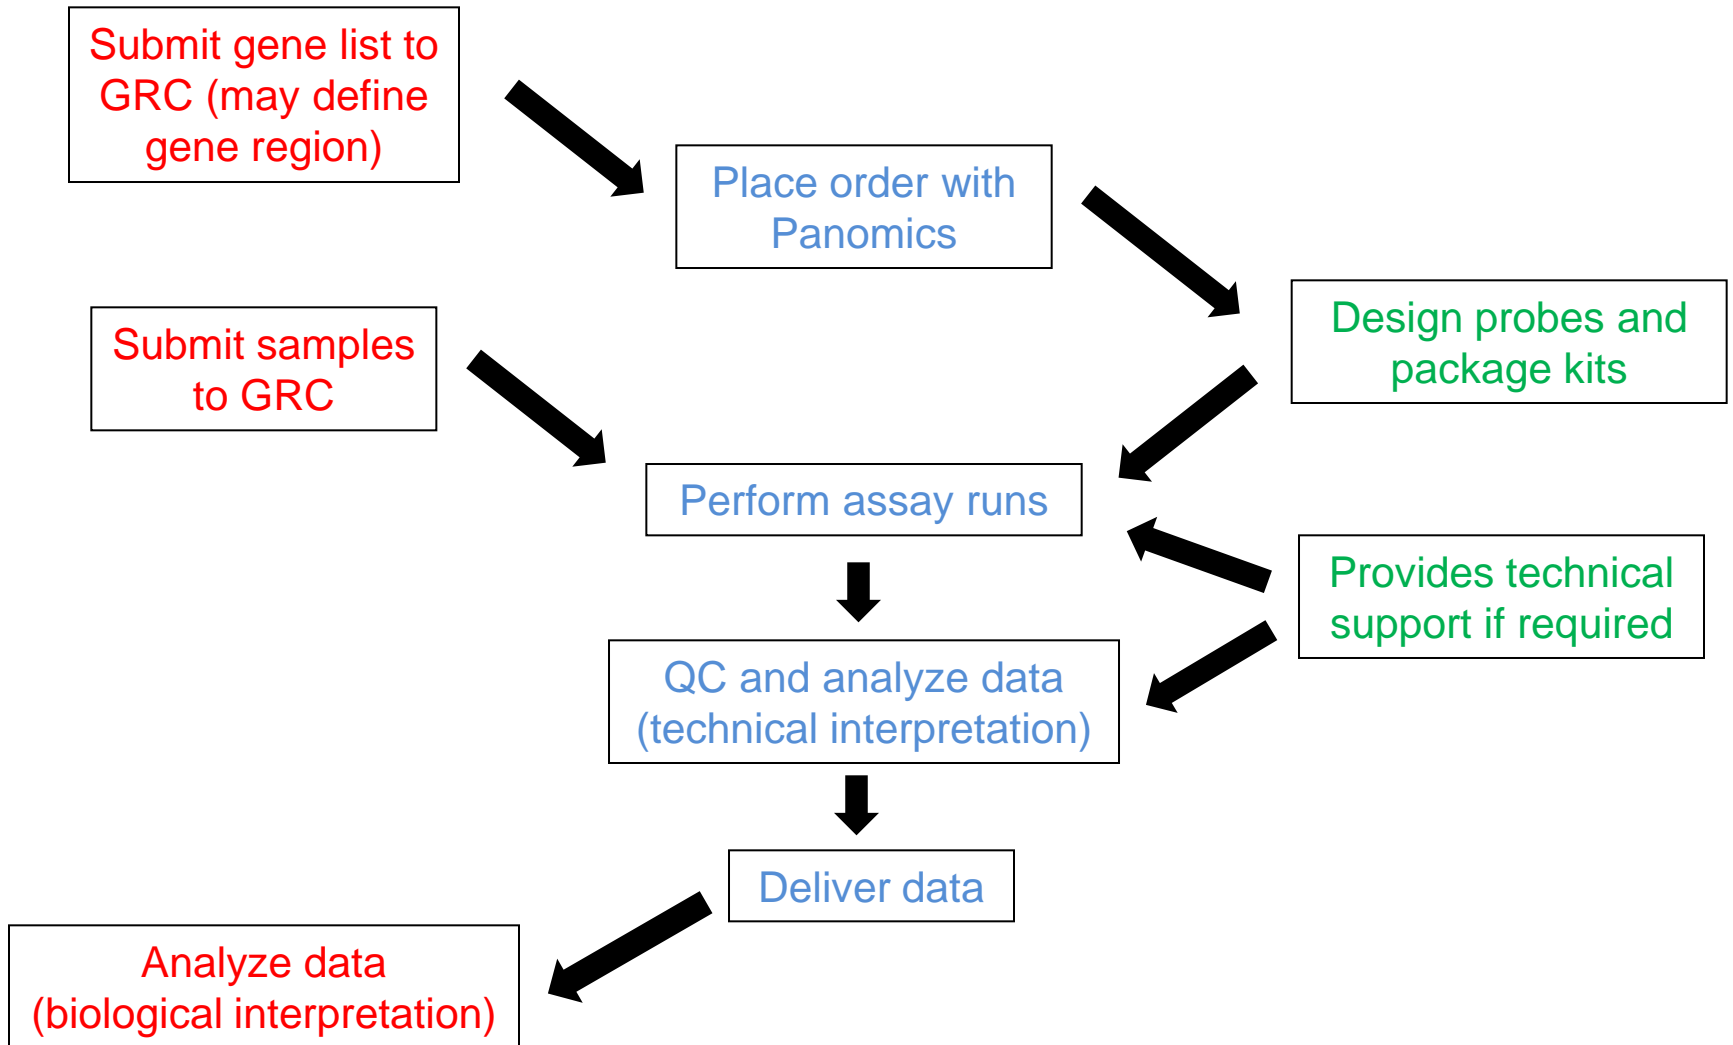 Submit gene list to
GRC (may define
gene region)
Place order with
Panomics
Design probes and
package kits
Submit samples
to GRC
Perform assay runs
Provides technical
support if required
QC and analyze data
(technical interpretation)
Deliver data
Analyze data
(biological interpretation)